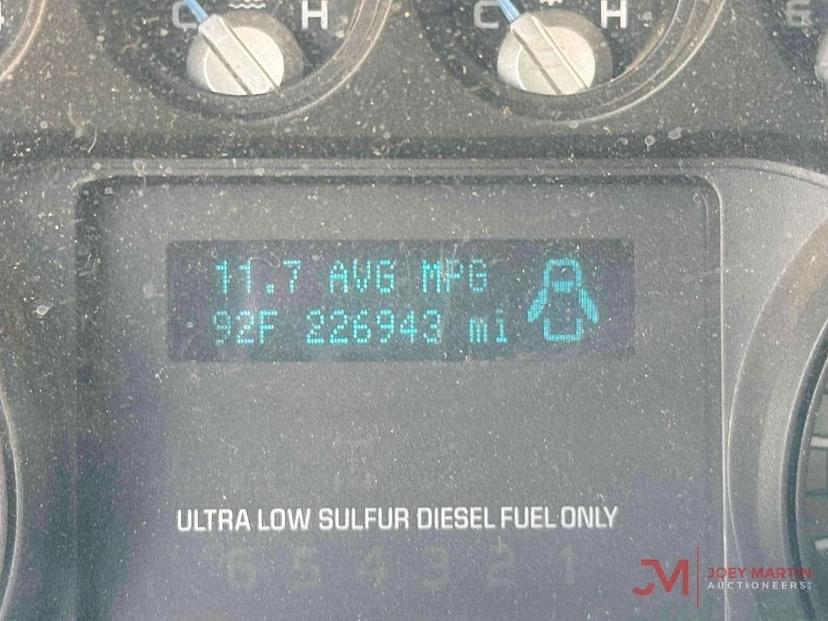 C H C H E
11.7 AVG MPG
92F 226943 mi
ULTRA LOW SULFUR DIESEL FUEL ONLY
6 5 4 3 2 1
JM JOEY MARTIN
AUCTIONEERS